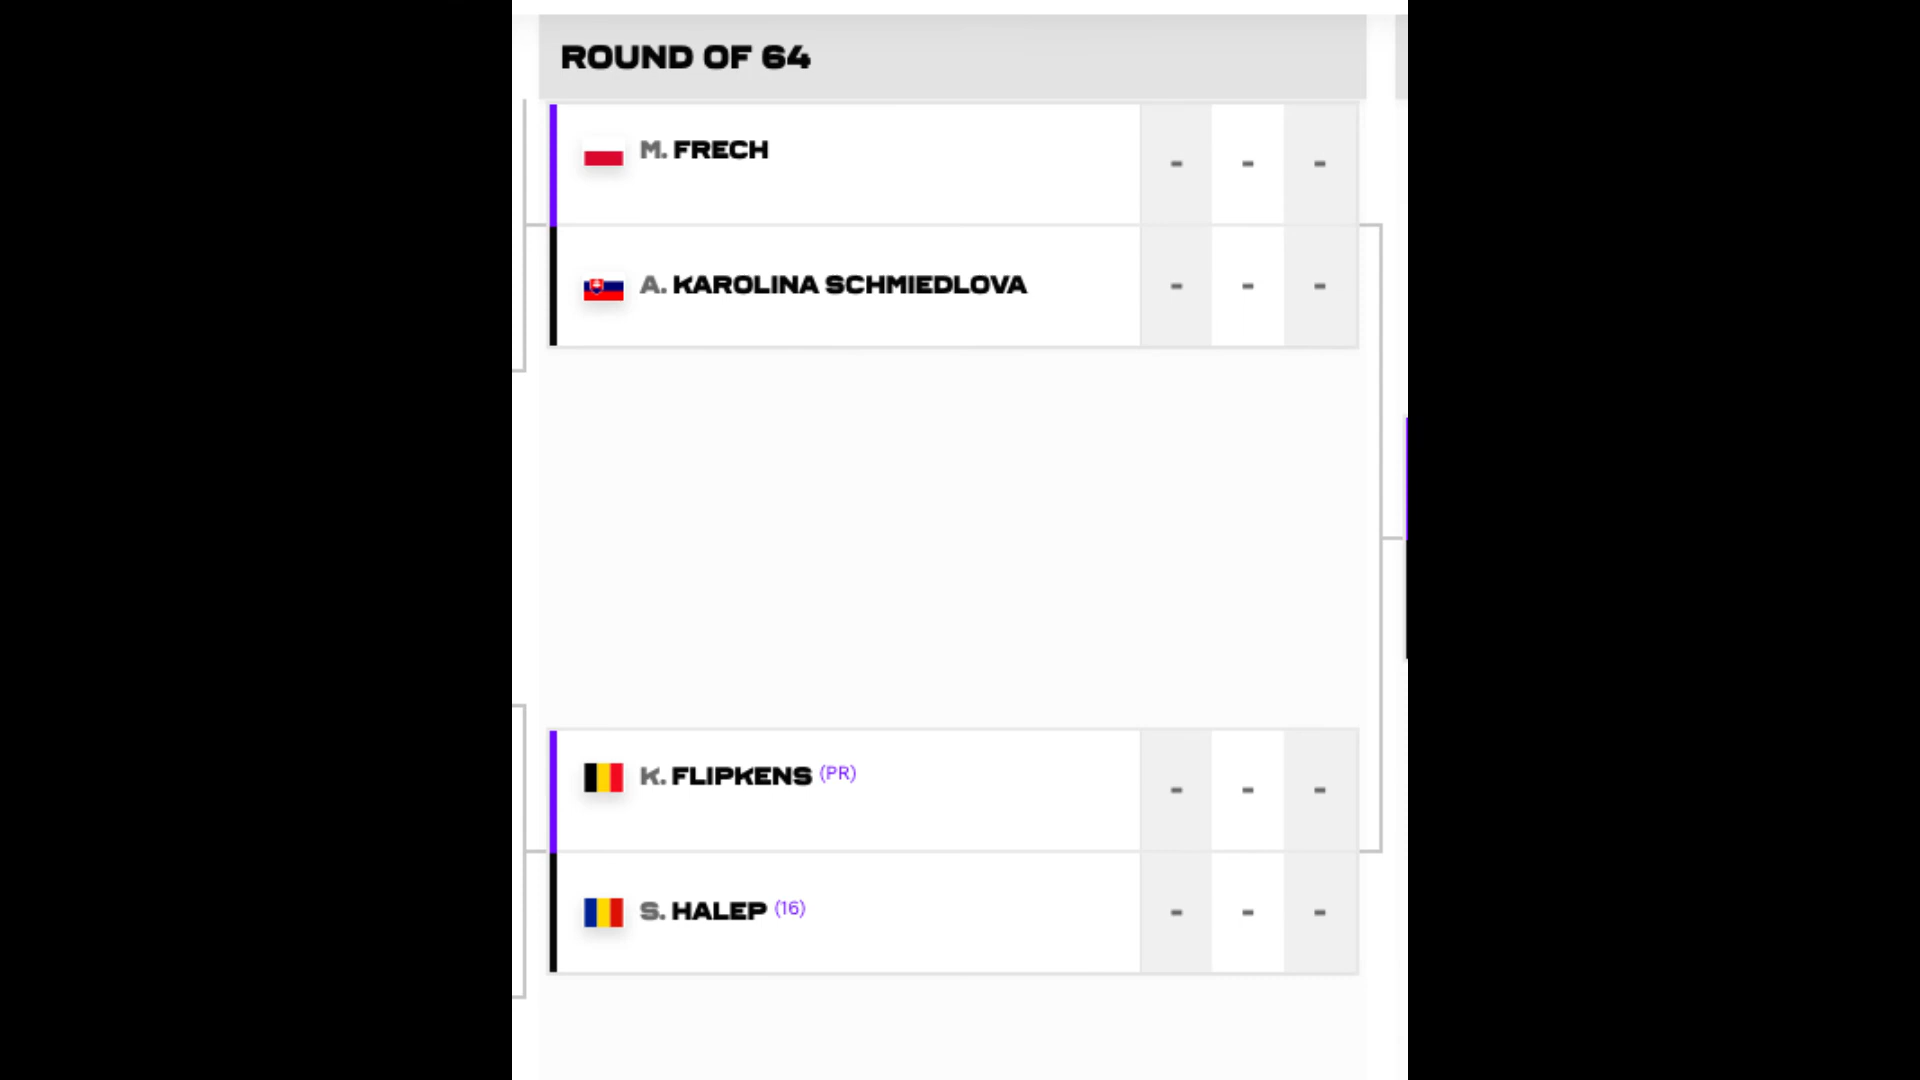 ROUND OF 64
M. FRECH - - -
A. KAROLINA SCHMIEDLOVA - - -
K. FLIPKENS (PR) - - -
S. HALEP (16) - - -